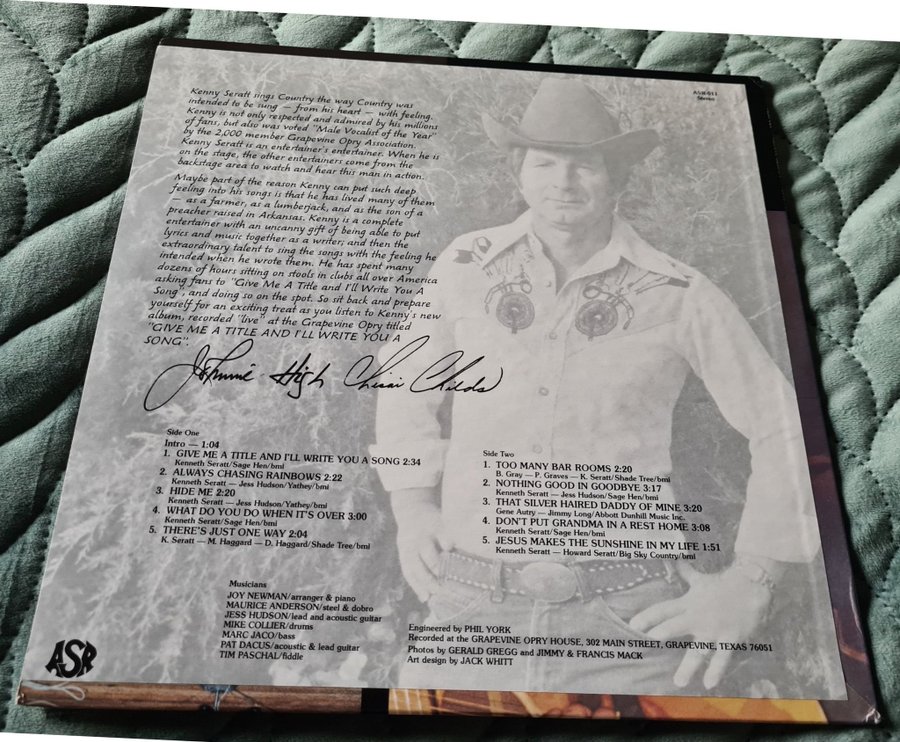 ASR-013
Stereo
Kenny Seratt sings Country the way Country was
intended to be sung — from his heart — with feeling.
Kenny is not only respected and admired by his millions
of fans, but also was voted "Male Vocalist of the Year"
by the 2,000 member Grapevine Opry Association.
Kenny Seratt is an entertainer's entertainer. When he is
on the stage, the other entertainers come from the
backstage area to watch and hear this man in action.
Maybe part of the reason Kenny can put such deep
feeling into his songs is that he has lived many of them
— as a farmer, as a lumberjack, and as the son of a
preacher raised in Arkansas. Kenny is a complete
entertainer with an uncanny gift of being able to put
lyrics and music together as a writer; and then the
extraordinary talent to sing the songs with the feeling he
intended when he wrote them. He has spent many
dozens of hours sitting on stools in clubs all over America
asking fans to "Give Me A Title and I'll Write You A
Song", and doing so on the spot. So sit back and prepare
yourself for an exciting treat as you listen to Kenny's new
album, recorded "live" at the Grapevine Opry titled
"GIVE ME A TITLE AND I'LL WRITE YOU A
SONG".
Johnnie High Chisai Childs
Side One
Intro — 1:04
1. GIVE ME A TITLE AND I'LL WRITE YOU A SONG 2:34
Kenneth Seratt/Sage Hen/bmi
2. ALWAYS CHASING RAINBOWS 2:22
Kenneth Seratt — Jess Hudson/Yathey/bmi
3. HIDE ME 2:20
Kenneth Seratt — Jess Hudson/Yathey/bmi
4. WHAT DO YOU DO WHEN IT'S OVER 3:00
Kenneth Seratt/Sage Hen/bmi
5. THERE'S JUST ONE WAY 2:04
K. Seratt — M. Haggard — D. Haggard/Shade Tree/bmi
Side Two
1. TOO MANY BAR ROOMS 2:20
B. Gray — P. Graves — K. Seratt/Shade Tree/bmi
2. NOTHING GOOD IN GOODBYE 3:17
Kenneth Seratt — Jess Hudson/Sage Hen/bmi
3. THAT SILVER HAIRED DADDY OF MINE 3:20
Gene Autry — Jimmy Long/Abbott Dunhill Music Inc.
4. DON'T PUT GRANDMA IN A REST HOME 3:08
Kenneth Seratt/Sage Hen/bmi
5. JESUS MAKES THE SUNSHINE IN MY LIFE 1:51
Kenneth Seratt — Howard Seratt/Big Sky Country/bmi
Musicians
JOY NEWMAN/arranger & piano
MAURICE ANDERSON/steel & dobro
JESS HUDSON/lead and acoustic guitar
MIKE COLLIER/drums
MARC JACO/bass
PAT DACUS/acoustic & lead guitar
TIM PASCHAL/fiddle
Engineered by PHIL YORK
Recorded at the GRAPEVINE OPRY HOUSE, 302 MAIN STREET, GRAPEVINE, TEXAS 76051
Photos by GERALD GREGG and JIMMY & FRANCIS MACK
Art design by JACK WHITT
ASR